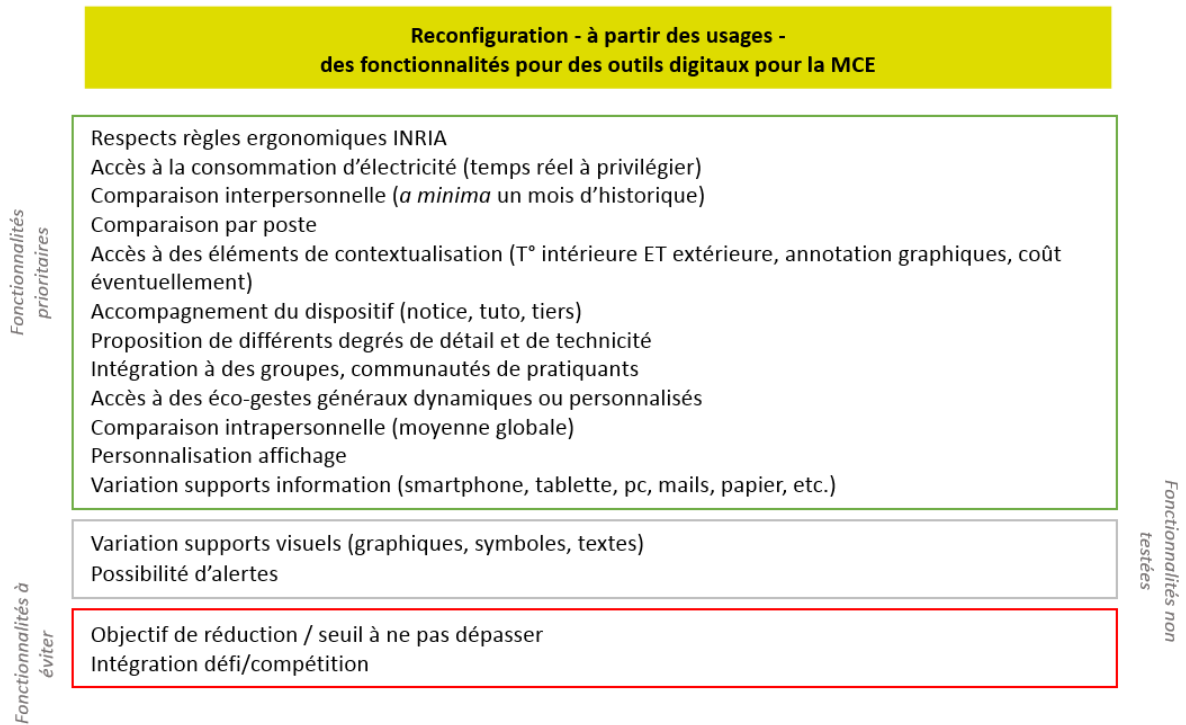 Reconfiguration - à partir des usages -
des fonctionnalités pour des outils digitaux pour la MCE
Fonctionnalités
prioritaires
Respects règles ergonomiques INRIA
Accès à la consommation d'électricité (temps réel à privilégier)
Comparaison interpersonnelle (a minima un mois d'historique)
Comparaison par poste
Accès à des éléments de contextualisation (T° intérieure ET extérieure, annotation graphiques, coût
éventuellement)
Accompagnement du dispositif (notice, tuto, tiers)
Proposition de différents degrés de détail et de technicité
Intégration à des groupes, communautés de pratiquants
Accès à des éco-gestes généraux dynamiques ou personnalisés
Comparaison intrapersonnelle (moyenne globale)
Personnalisation affichage
Variation supports information (smartphone, tablette, pc, mails, papier, etc.)
Variation supports visuels (graphiques, symboles, textes)
Possibilité d'alertes
Fonctionnalités non
testées
Fonctionnalités à
éviter
Objectif de réduction / seuil à ne pas dépasser
Intégration défi/compétition